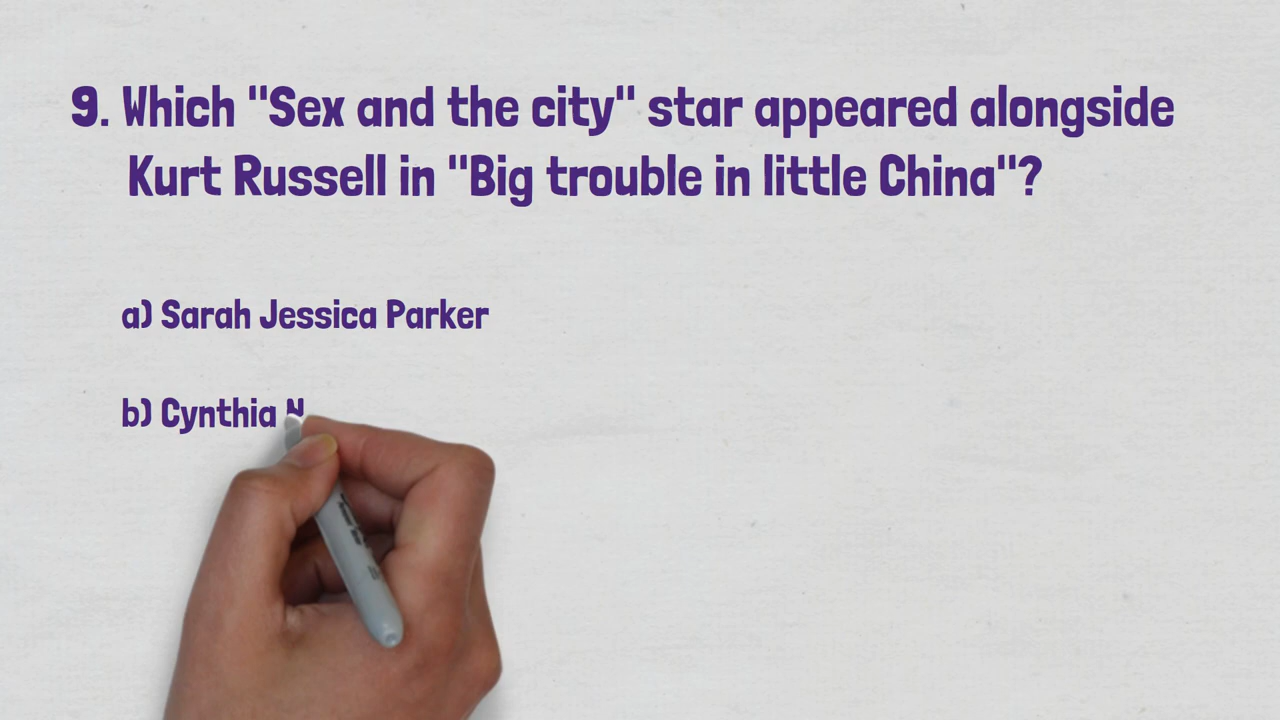 9. Which "Sex and the city" star appeared alongside
Kurt Russell in "Big trouble in little China"?
a) Sarah Jessica Parker
b) Cynthia N